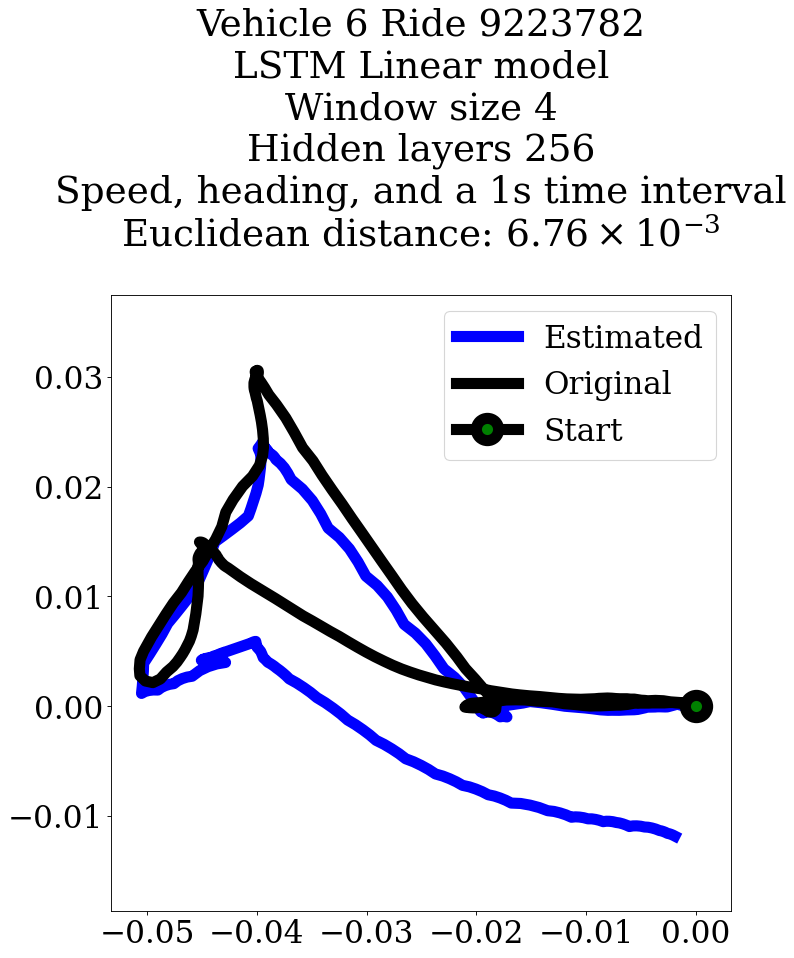 Vehicle 6 Ride 9223782
LSTM Linear model
Window size 4
Hidden layers 256
Speed, heading, and a 1s time interval
Euclidean distance: 6.76 × 10⁻³
Estimated
Original
Start
0.03
0.02
0.01
0.00
−0.01
−0.05 −0.04 −0.03 −0.02 −0.01 0.00